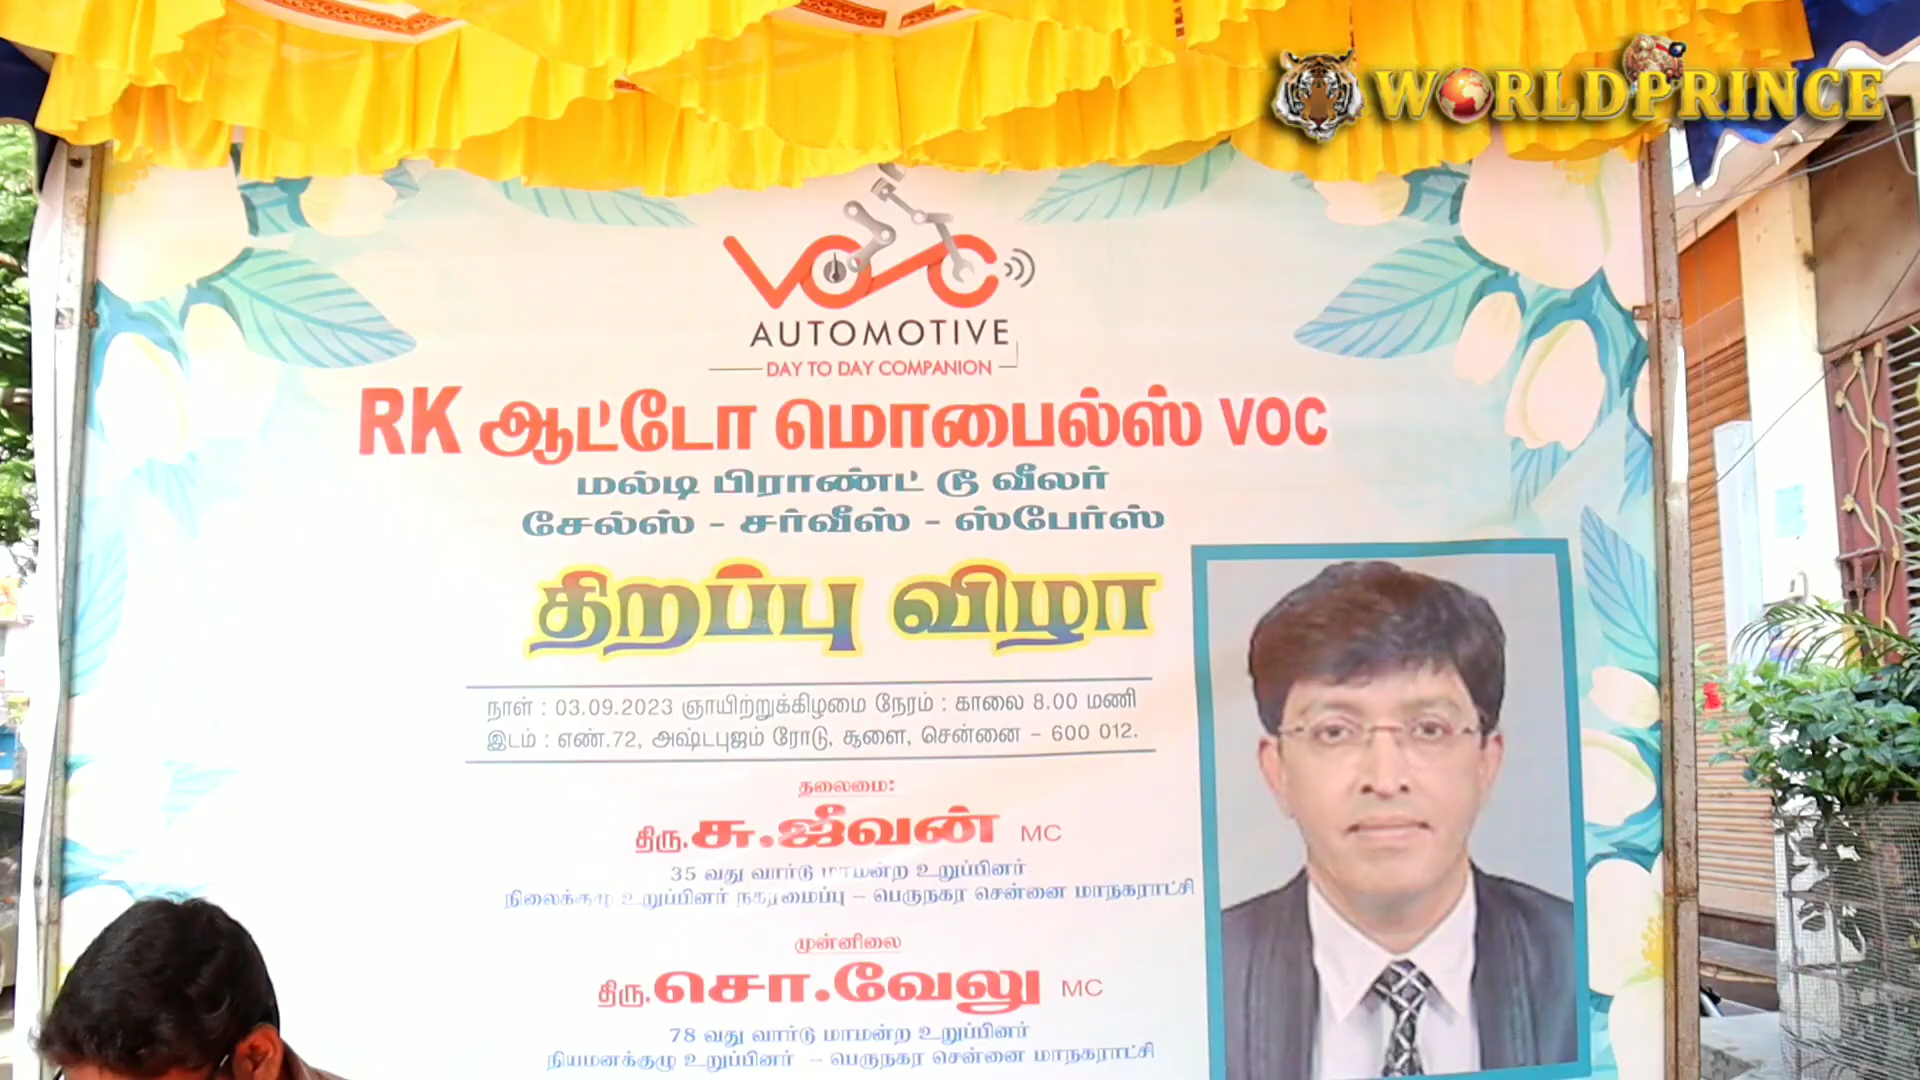 WORLDPRINCE
VOC
AUTOMOTIVE
DAY TO DAY COMPANION
RK ஆட்டோ மொபைல்ஸ் VOC
மல்டி பிராண்ட் டூ வீலர்
சேல்ஸ் - சர்வீஸ் - ஸ்பேர்ஸ்
திறப்பு விழா
நாள் : 03.09.2023 ஞாயிற்றுக்கிழமை நேரம் : காலை 8.00 மணி
இடம் : எண்.72, அஷ்டபுஜம் ரோடு, சூளை, சென்னை – 600 012.
தலைமை:
திரு.சு.ஜீவன் MC
35 வது வார்டு மாமன்ற உறுப்பினர்
நிலைக்குழு உறுப்பினர் நகரமைப்பு – பெருநகர சென்னை மாநகராட்சி
முன்னிலை
திரு.சொ.வேலு MC
78 வது வார்டு மாமன்ற உறுப்பினர்
நியமனக்குழு உறுப்பினர் – பெருநகர சென்னை மாநகராட்சி